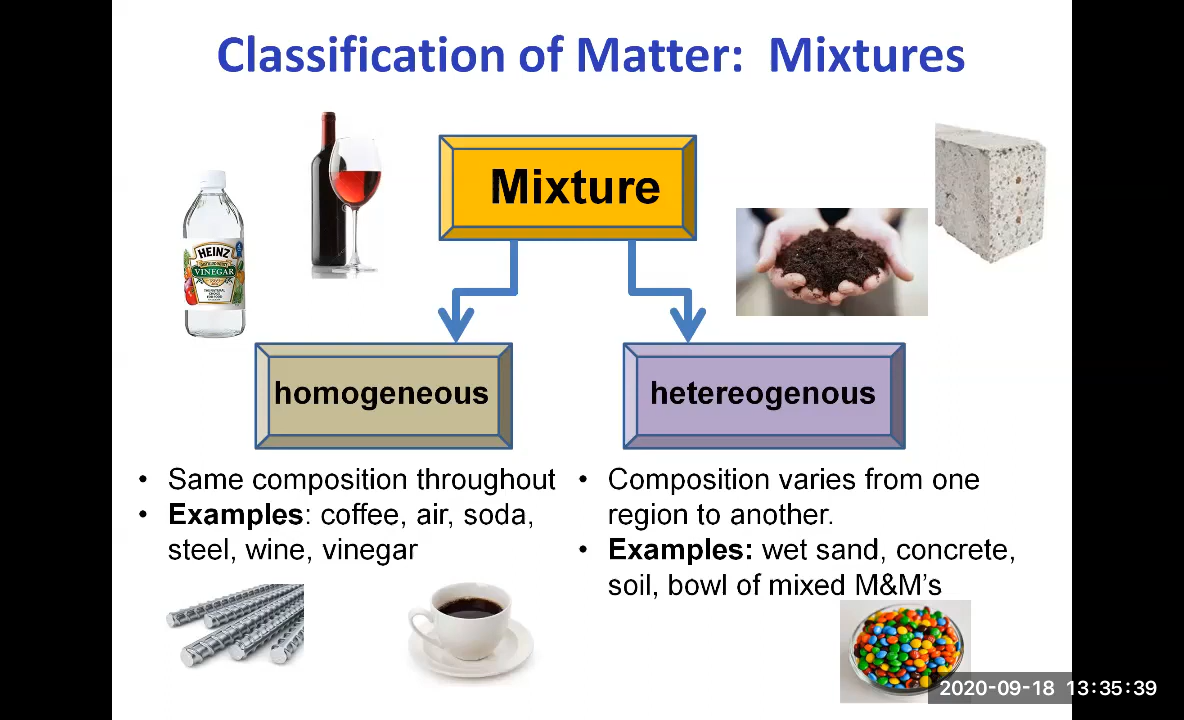 Classification of Matter: Mixtures
Mixture
HEINZ
VINEGAR
homogeneous
hetereogenous
• Same composition throughout
• Examples: coffee, air, soda,
steel, wine, vinegar
• Composition varies from one
region to another.
• Examples: wet sand, concrete,
soil, bowl of mixed M&M's
2020-09-18 13:35:39